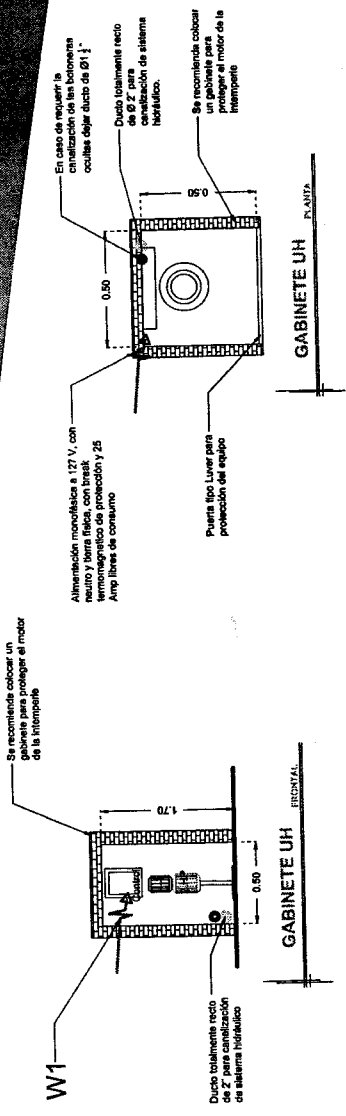 W1
Se recomienda colocar un
gabinete para proteger el motor
de la intemperie
1.70
Control
0.50
Ducto totalmente recto
de 2" para canalización
de sistema hidráulico
GABINETE UH FRONTAL
Alimentación monofásica a 127 V, con
neutro y tierra física, con break
termomagnetico de protección y 25
Amp libres de consumo
En caso de requerir la
canalización de las botoneras
ocultas dejar ducto de Ø1 ½"
Ducto totalmente recto
de Ø 2" para
canalización de sistema
hidráulico.
Se recomienda colocar
un gabinete para
proteger el motor de la
intemperie
0.50
0.50
Puerta tipo Luver para
protección del equipo
GABINETE UH PLANTA